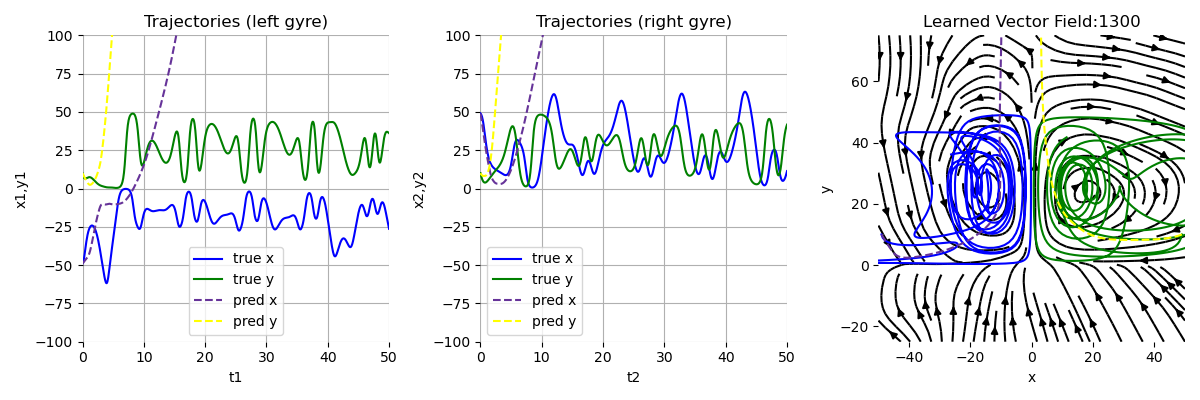 Trajectories (left gyre)
100
75
50
25
0
−25
−50
−75
−100
x1,y1
0
10
20
30
40
50
t1
true x
true y
pred x
pred y
Trajectories (right gyre)
100
75
50
25
0
−25
−50
−75
−100
x2,y2
0
10
20
30
40
50
t2
true x
true y
pred x
pred y
Learned Vector Field:1300
60
40
20
0
−20
y
−40
−20
0
20
40
x